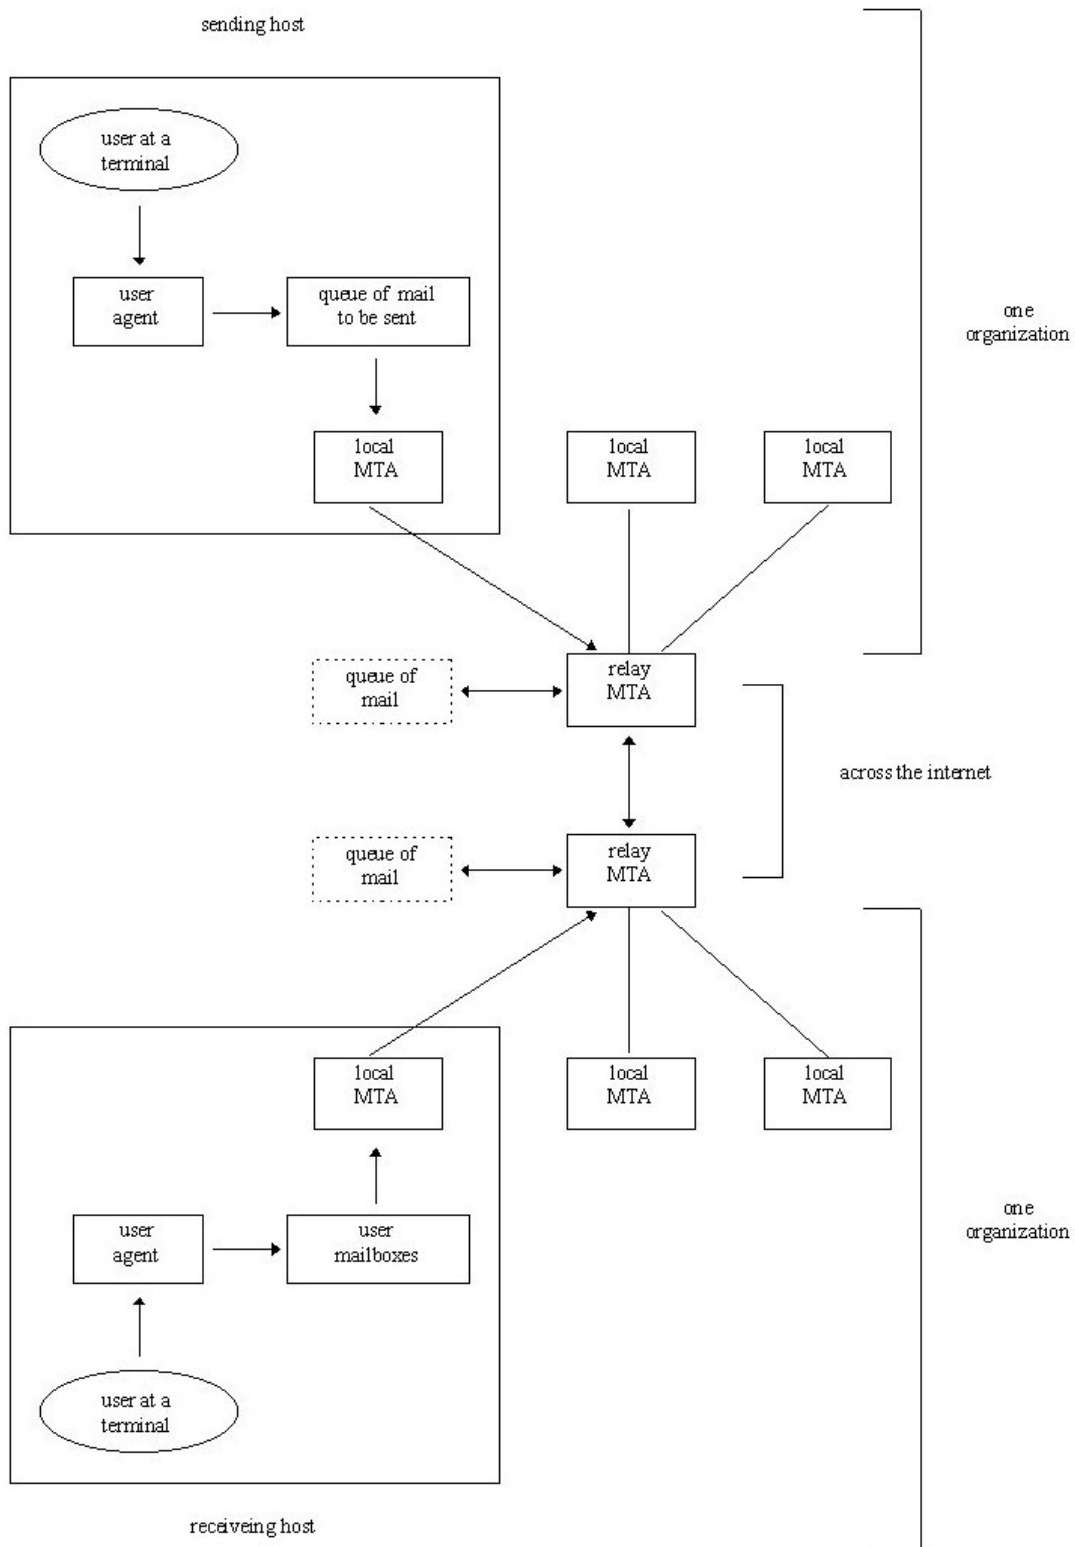 sending host
user at a
terminal
user
agent
queue of mail
to be sent
one
organization
local
MTA
local
MTA
local
MTA
queue of
mail
relay
MTA
across the internet
queue of
mail
relay
MTA
local
MTA
local
MTA
local
MTA
user
agent
user
mailboxes
one
organization
user at a
terminal
receiveing host